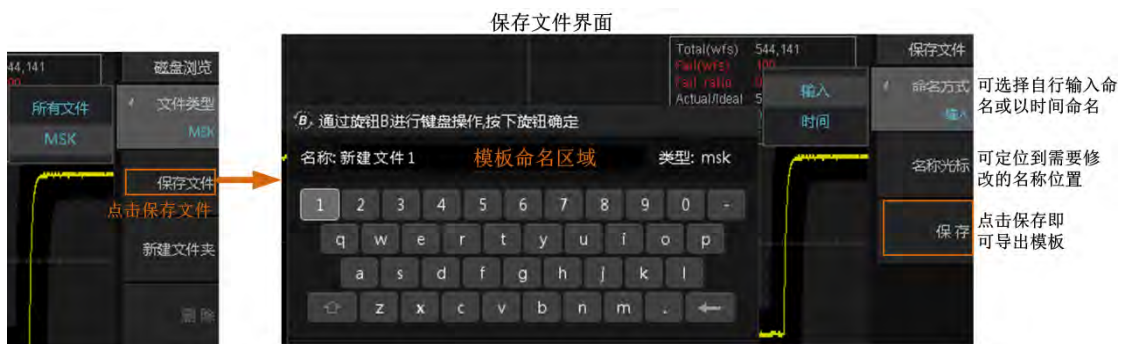 保存文件界面
44,141
磁盘浏览
所有文件
MSK
文件类型
MSK
保存文件
点击保存文件
新建文件夹
删除
Total(wfs) 544,141
Fail(wfs) 100
Fail ratio
Actual/Ideal 5
B, 通过旋钮B进行键盘操作,按下旋钮确定
名称: 新建文件1
模板命名区域
类型: msk
1 2 3 4 5 6 7 8 9 0 -
q w e r t y u i o p
a s d f g h j k l
z x c v b n m .
输入
时间
保存文件
命名方式
输入
名称光标
保存
可选择自行输入命
名或以时间命名
可定位到需要修
改的名称位置
点击保存即
可导出模板